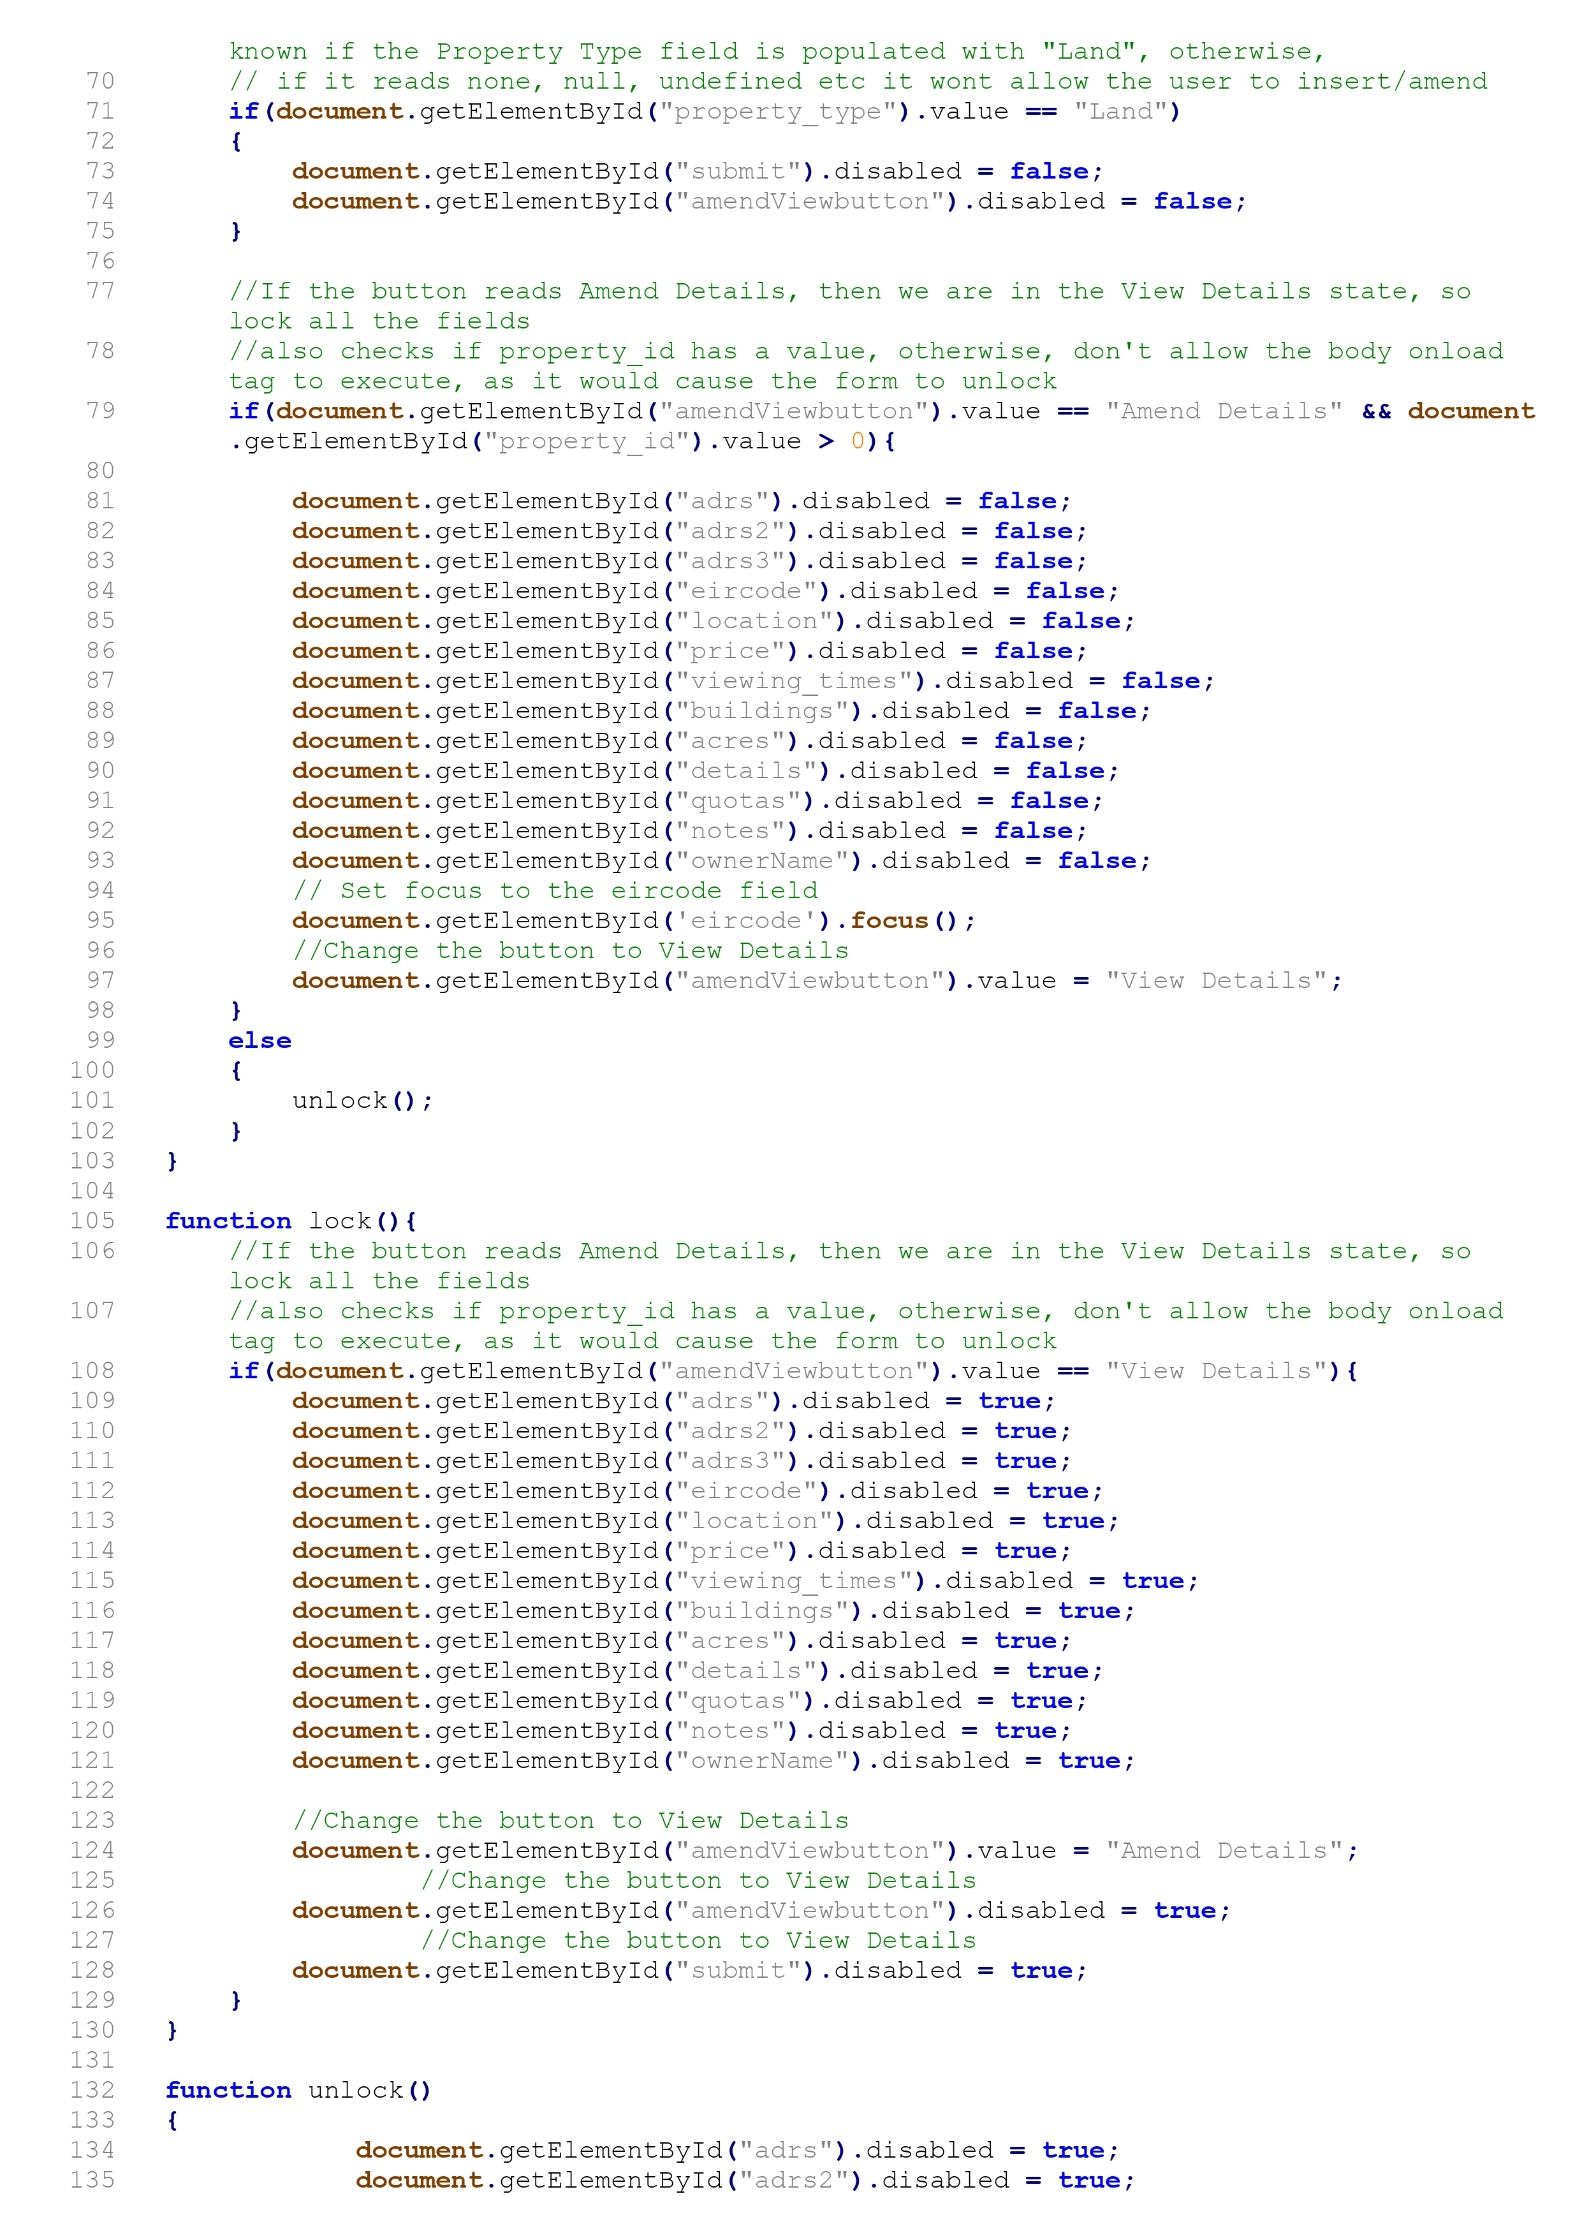 known if the Property Type field is populated with "Land", otherwise,
70 // if it reads none, null, undefined etc it wont allow the user to insert/amend
71 if(document.getElementById("property_type").value == "Land")
72 {
73 document.getElementById("submit").disabled = false;
74 document.getElementById("amendViewbutton").disabled = false;
75 }
76
77 //If the button reads Amend Details, then we are in the View Details state, so
lock all the fields
78 //also checks if property_id has a value, otherwise, don't allow the body onload
tag to execute, as it would cause the form to unlock
79 if(document.getElementById("amendViewbutton").value == "Amend Details" && document
.getElementById("property_id").value > 0){
80
81 document.getElementById("adrs").disabled = false;
82 document.getElementById("adrs2").disabled = false;
83 document.getElementById("adrs3").disabled = false;
84 document.getElementById("eircode").disabled = false;
85 document.getElementById("location").disabled = false;
86 document.getElementById("price").disabled = false;
87 document.getElementById("viewing_times").disabled = false;
88 document.getElementById("buildings").disabled = false;
89 document.getElementById("acres").disabled = false;
90 document.getElementById("details").disabled = false;
91 document.getElementById("quotas").disabled = false;
92 document.getElementById("notes").disabled = false;
93 document.getElementById("ownerName").disabled = false;
94 // Set focus to the eircode field
95 document.getElementById('eircode').focus();
96 //Change the button to View Details
97 document.getElementById("amendViewbutton").value = "View Details";
98 }
99 else
100 {
101 unlock();
102 }
103 }
104
105 function lock(){
106 //If the button reads Amend Details, then we are in the View Details state, so
lock all the fields
107 //also checks if property_id has a value, otherwise, don't allow the body onload
tag to execute, as it would cause the form to unlock
108 if(document.getElementById("amendViewbutton").value == "View Details"){
109 document.getElementById("adrs").disabled = true;
110 document.getElementById("adrs2").disabled = true;
111 document.getElementById("adrs3").disabled = true;
112 document.getElementById("eircode").disabled = true;
113 document.getElementById("location").disabled = true;
114 document.getElementById("price").disabled = true;
115 document.getElementById("viewing_times").disabled = true;
116 document.getElementById("buildings").disabled = true;
117 document.getElementById("acres").disabled = true;
118 document.getElementById("details").disabled = true;
119 document.getElementById("quotas").disabled = true;
120 document.getElementById("notes").disabled = true;
121 document.getElementById("ownerName").disabled = true;
122
123 //Change the button to View Details
124 document.getElementById("amendViewbutton").value = "Amend Details";
125 //Change the button to View Details
126 document.getElementById("amendViewbutton").disabled = true;
127 //Change the button to View Details
128 document.getElementById("submit").disabled = true;
129 }
130 }
131
132 function unlock()
133 {
134 document.getElementById("adrs").disabled = true;
135 document.getElementById("adrs2").disabled = true;